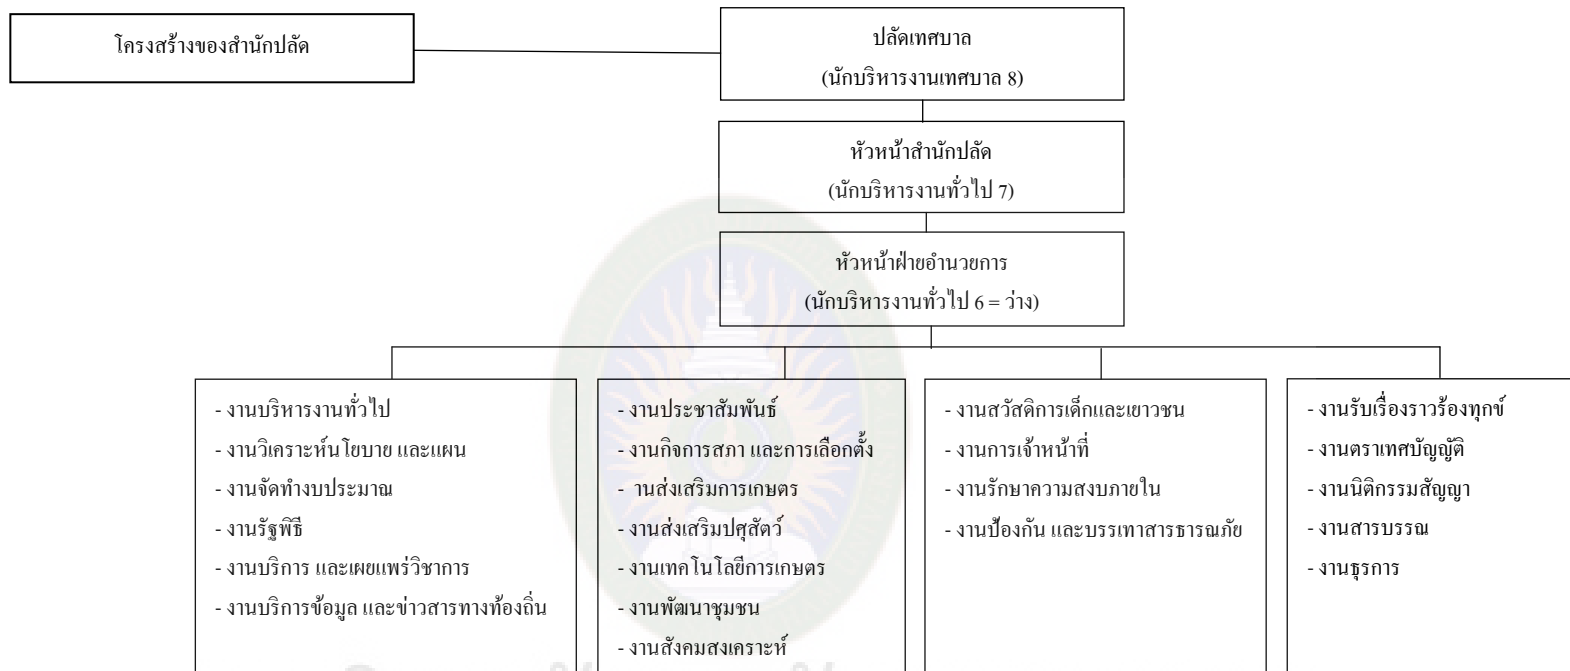 โครงสร้างของสำนักปลัด
ปลัดเทศบาล
(นักบริหารงานเทศบาล 8)
หัวหน้าสำนักปลัด
(นักบริหารงานทั่วไป 7)
หัวหน้าฝ่ายอำนวยการ
(นักบริหารงานทั่วไป 6 = ว่าง)
- งานบริหารงานทั่วไป
- งานวิเคราะห์นโยบาย และแผน
- งานจัดทำงบประมาณ
- งานรัฐพิธี
- งานบริการ และเผยแพร่วิชาการ
- งานบริการข้อมูล และข่าวสารทางท้องถิ่น
- งานประชาสัมพันธ์
- งานกิจการสภา และการเลือกตั้ง
- านส่งเสริมการเกษตร
- งานส่งเสริมปศุสัตว์
- งานเทคโนโลยีการเกษตร
- งานพัฒนาชุมชน
- งานสังคมสงเคราะห์
- งานสวัสดิการเด็กและเยาวชน
- งานการเจ้าหน้าที่
- งานรักษาความสงบภายใน
- งานป้องกัน และบรรเทาสารธารณภัย
- งานรับเรื่องราวร้องทุกข์
- งานตราเทศบัญญัติ
- งานนิติกรรมสัญญา
- งานสารบรรณ
- งานธุรการ